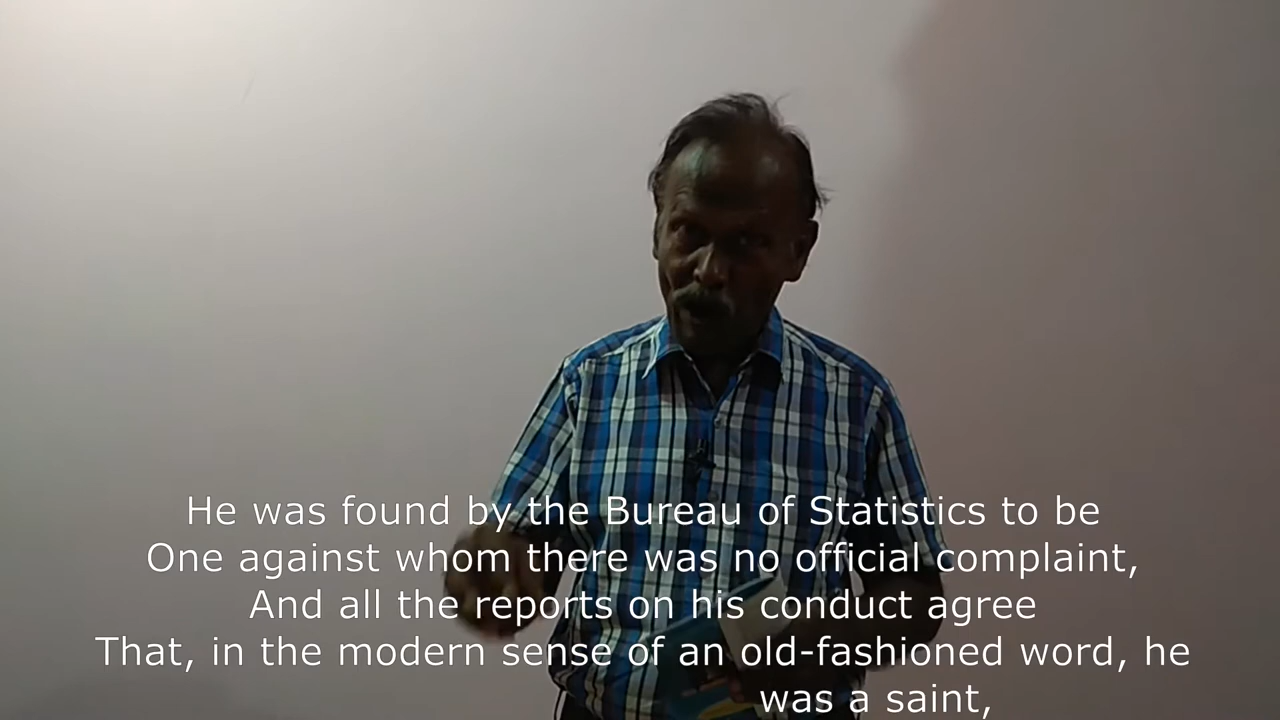 He was found by the Bureau of Statistics to be
One against whom there was no official complaint,
And all the reports on his conduct agree
That, in the modern sense of an old-fashioned word, he
was a saint,